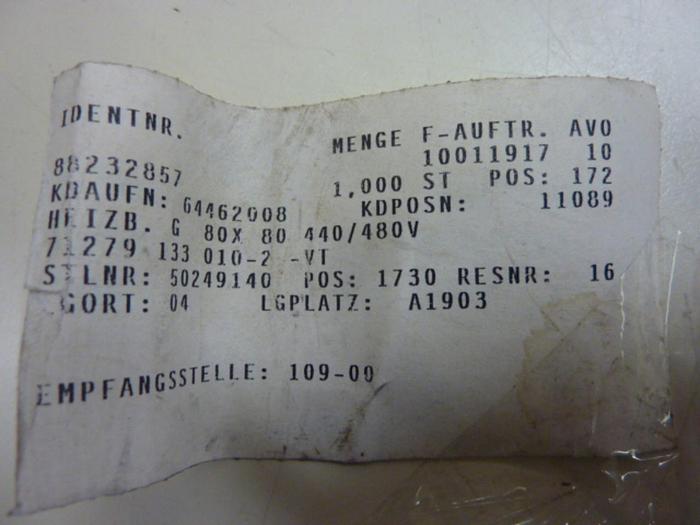 IDENTNR. MENGE F-AUFTR. AVO
88232857 10011917 10
KDAUFN: 64462008 1,000 ST POS: 172
HEIZB. G 80X 80 440/480V KDPOSN: 11089
71279 133 010-2 -VT
STLNR: 50249140 POS: 1730 RESNR: 16
LGORT: 04 LGPLATZ: A1903
EMPFANGSSTELLE: 109-00